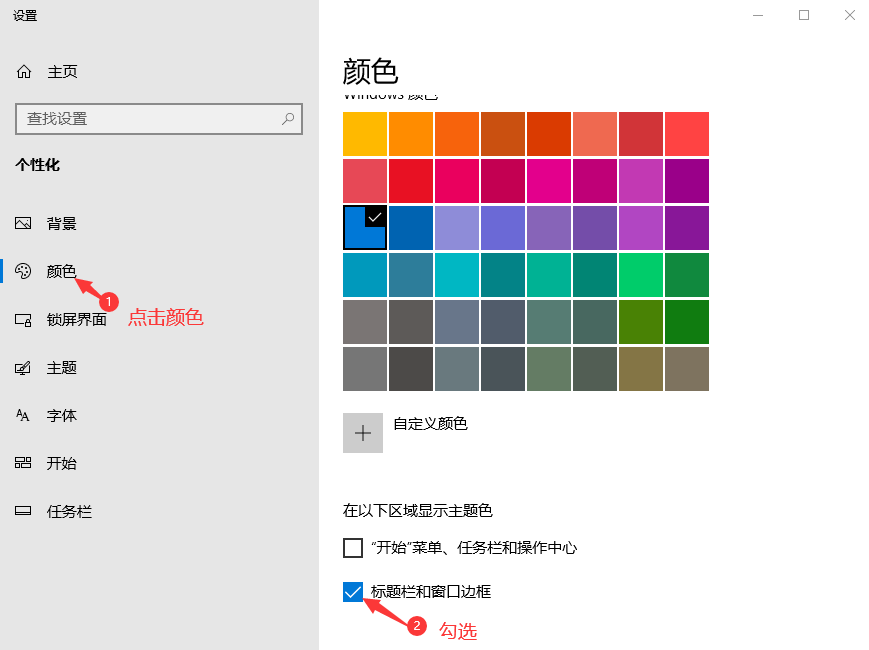 设置
主页
查找设置
个性化
背景
颜色
1
点击颜色
锁屏界面
主题
字体
开始
任务栏
颜色
Windows 颜色
自定义颜色
在以下区域显示主题色
“开始”菜单、任务栏和操作中心
标题栏和窗口边框
2
勾选